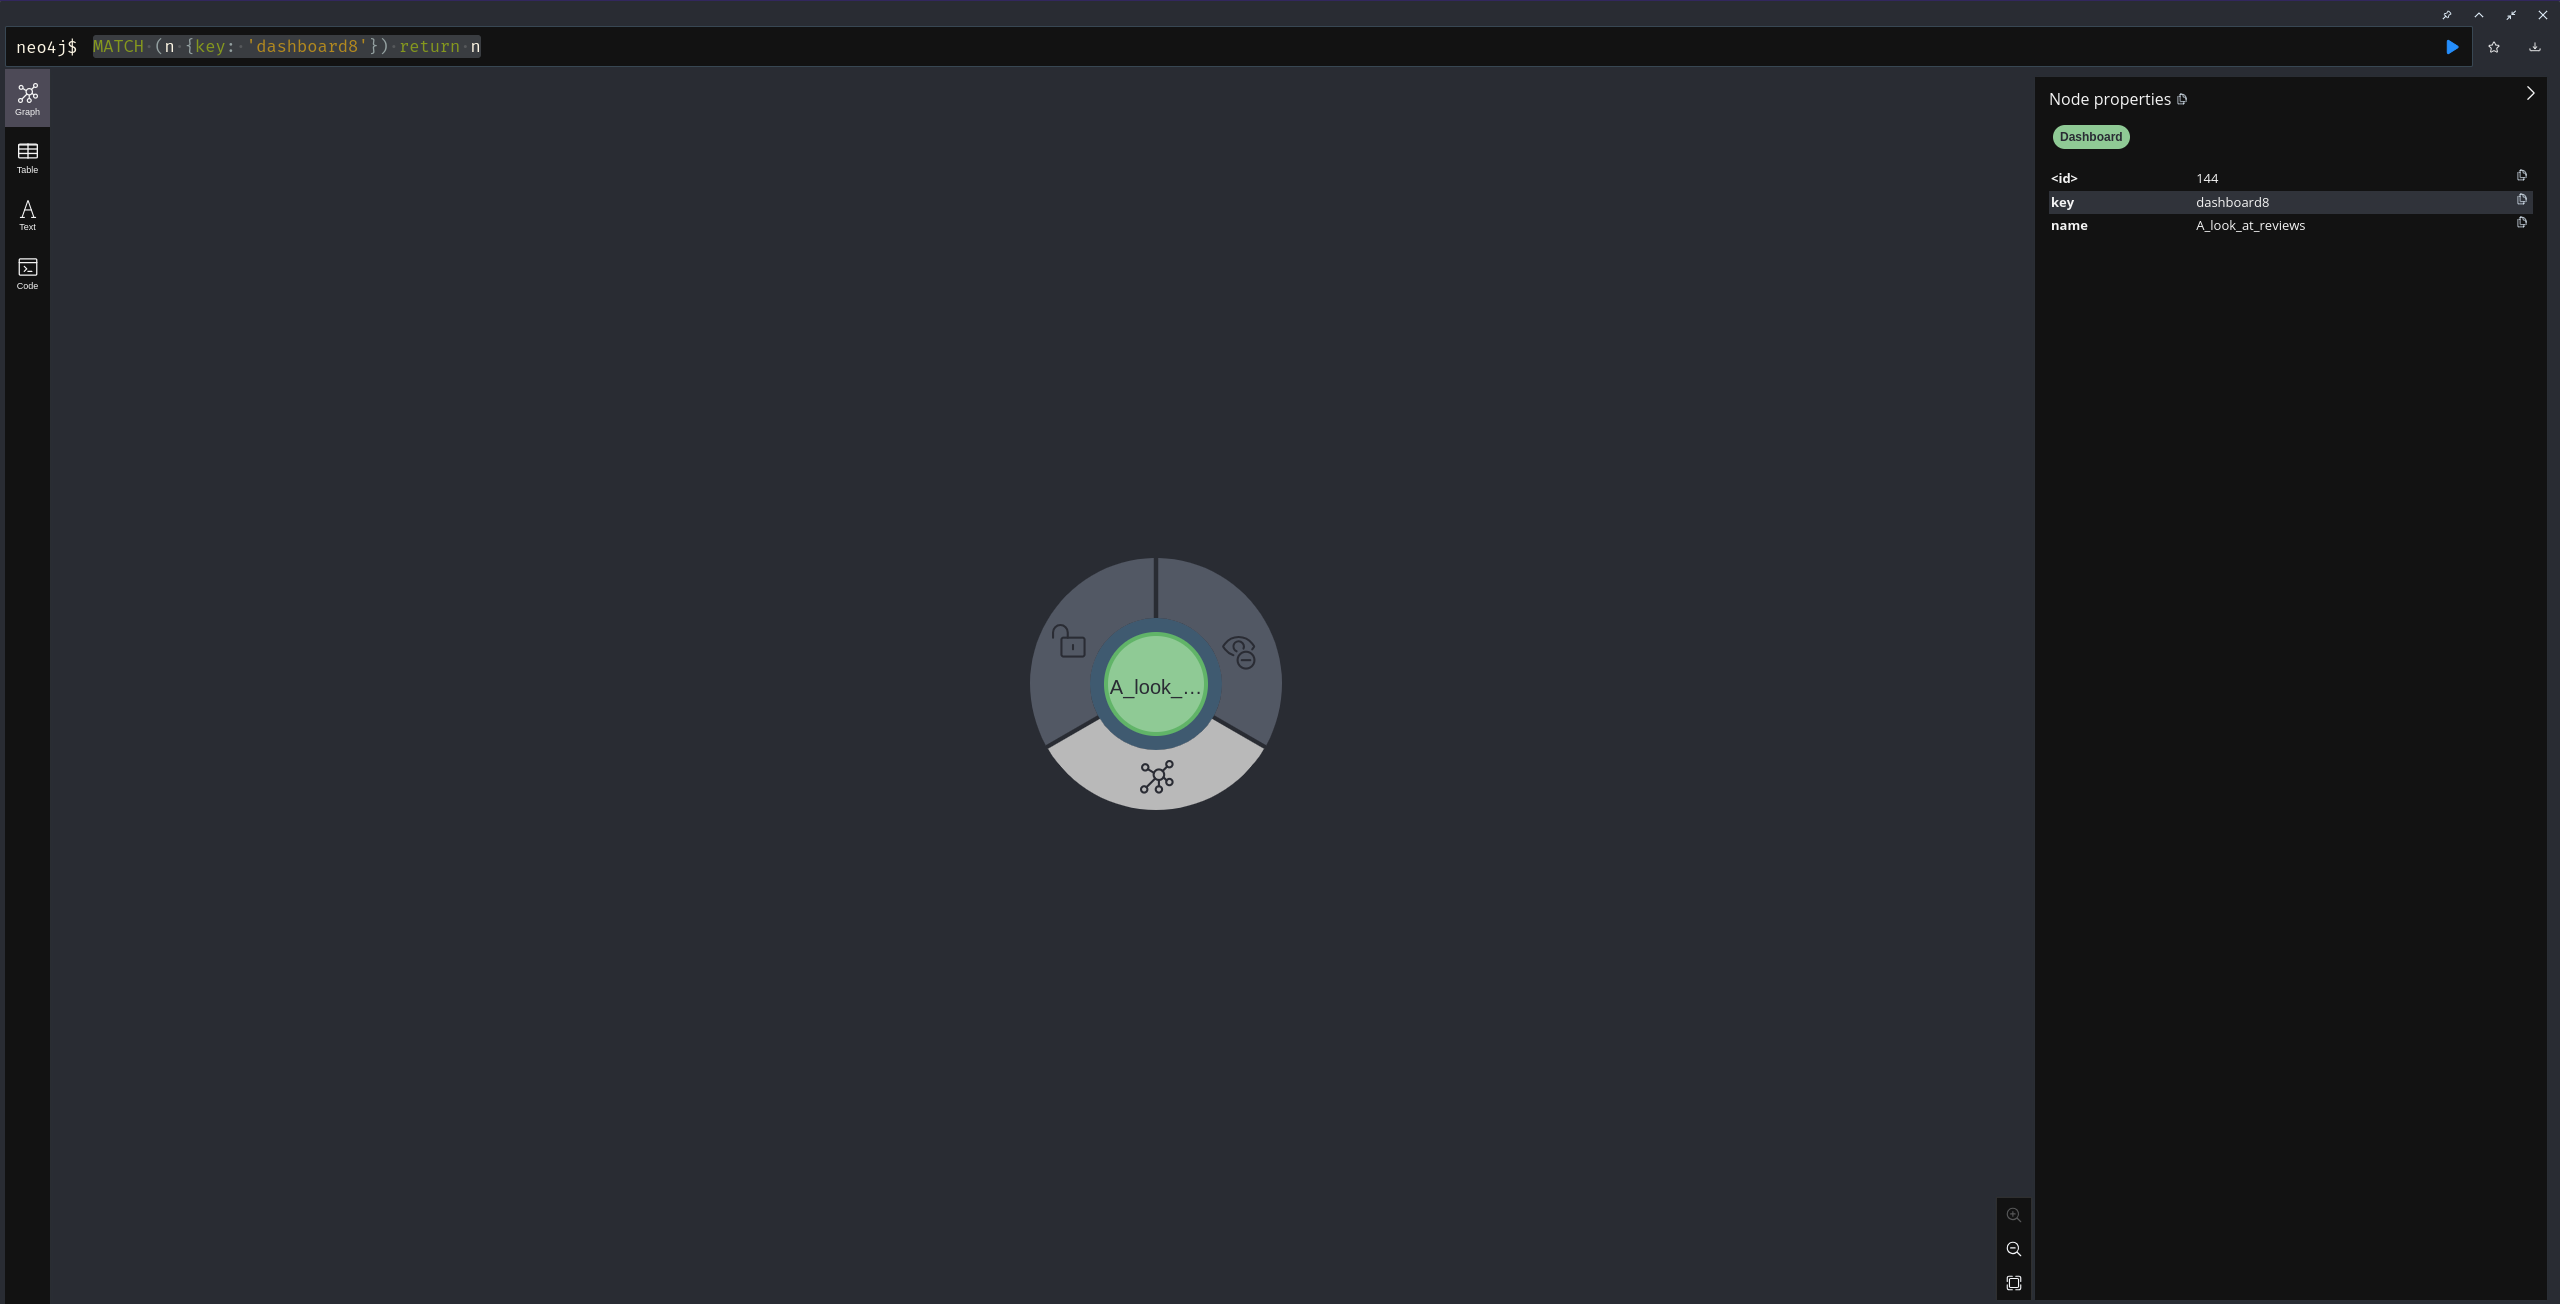 neo4j$ MATCH (n {key: 'dashboard8'}) return n
Graph
Table
Text
Code
A_look_…
Node properties
Dashboard
<id> 144
key dashboard8
name A_look_at_reviews